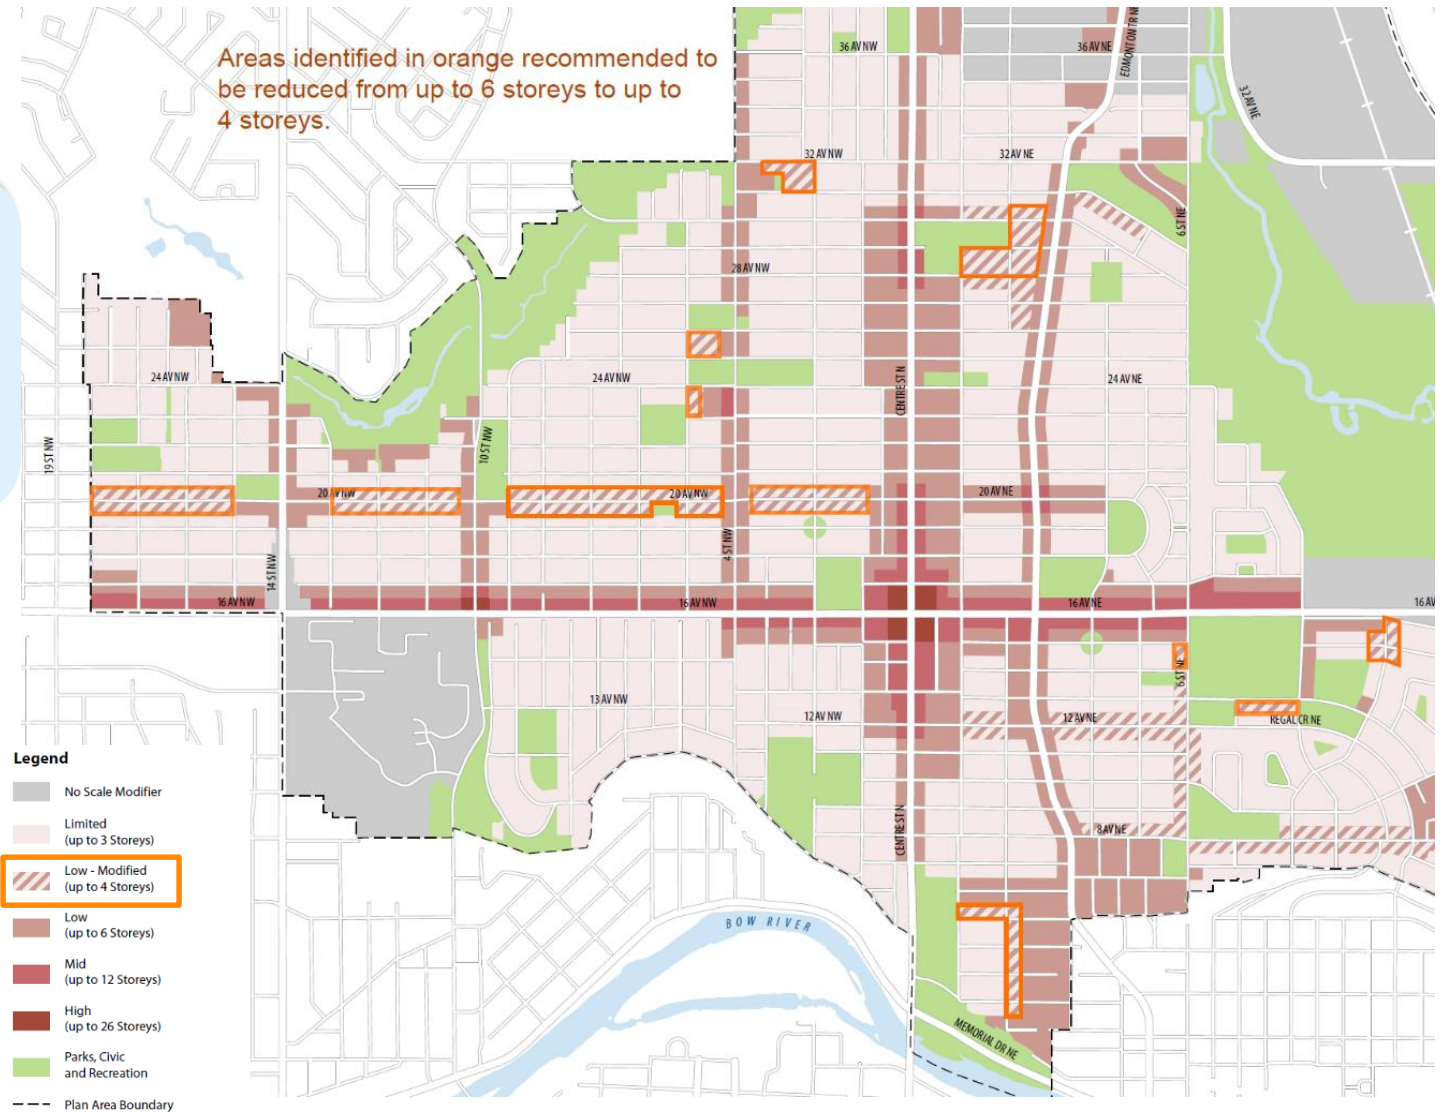 Areas identified in orange recommended to
be reduced from up to 6 storeys to up to
4 storeys.
36 AV NW
36 AV NE
EDMONTON TR NE
32 AV NE
32 AV NW
32 AV NE
6 ST NE
28 AV NW
24 AV NW
24 AV NW
CENTRE ST N
24 AV NE
19 ST NW
10 ST NW
20 AV NW
20 AV NW
20 AV NE
14 ST NW
4 ST NW
16 AV NW
16 AV NW
16 AV NE
16 AV
6 ST NE
13 AV NW
12 AV NW
12 AV NE
REGAL CR NE
CENTRE ST N
8 AV NE
BOW RIVER
MEMORIAL DR NE
Legend
No Scale Modifier
Limited
(up to 3 Storeys)
Low - Modified
(up to 4 Storeys)
Low
(up to 6 Storeys)
Mid
(up to 12 Storeys)
High
(up to 26 Storeys)
Parks, Civic
and Recreation
Plan Area Boundary